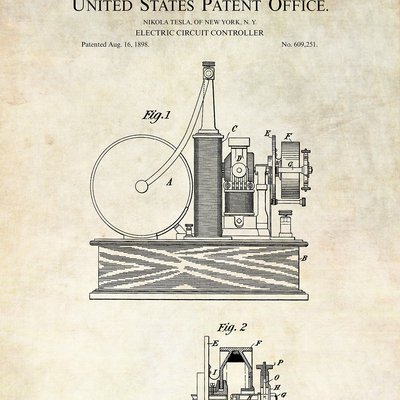 UNITED STATES PATENT OFFICE.
NIKOLA TESLA, OF NEW YORK, N. Y.
ELECTRIC CIRCUIT CONTROLLER
Patented Aug. 16, 1898. No. 609,251.
Fig.1
C
E F
D
G
A
B
Fig. 2
E F
P
J O
H
G